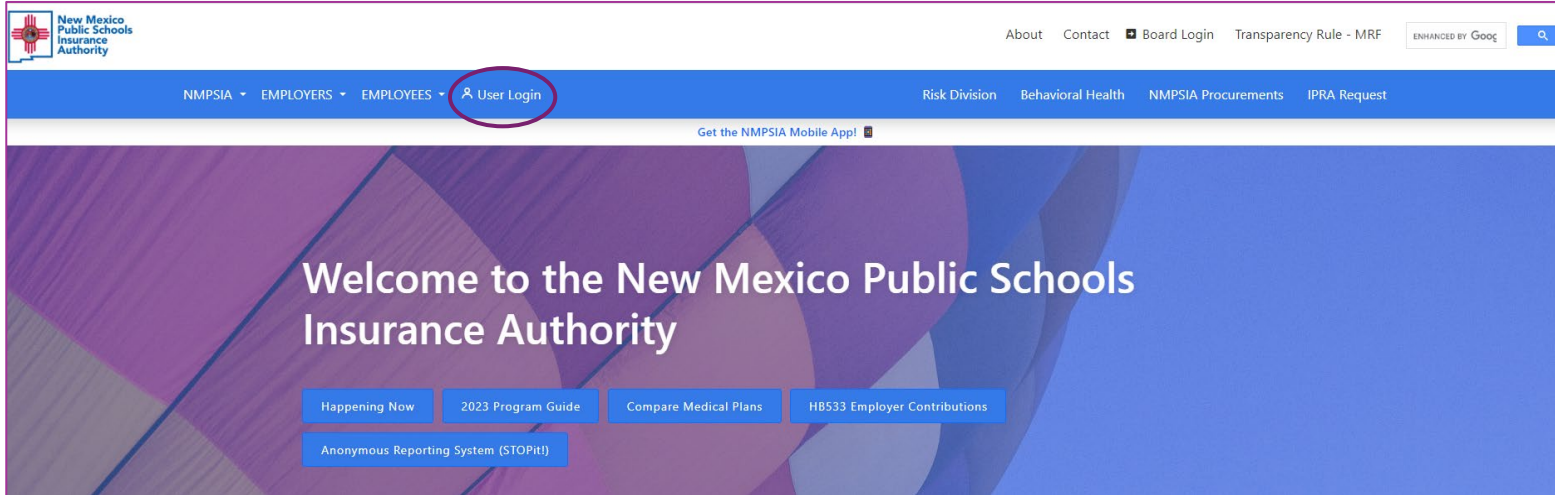 New Mexico
Public Schools
Insurance
Authority
About Contact Board Login Transparency Rule - MRF ENHANCED BY Goog
NMPSIA EMPLOYERS EMPLOYEES User Login Risk Division Behavioral Health NMPSIA Procurements IPRA Request
Get the NMPSIA Mobile App!
Welcome to the New Mexico Public Schools
Insurance Authority
Happening Now 2023 Program Guide Compare Medical Plans HB533 Employer Contributions
Anonymous Reporting System (STOPit!)